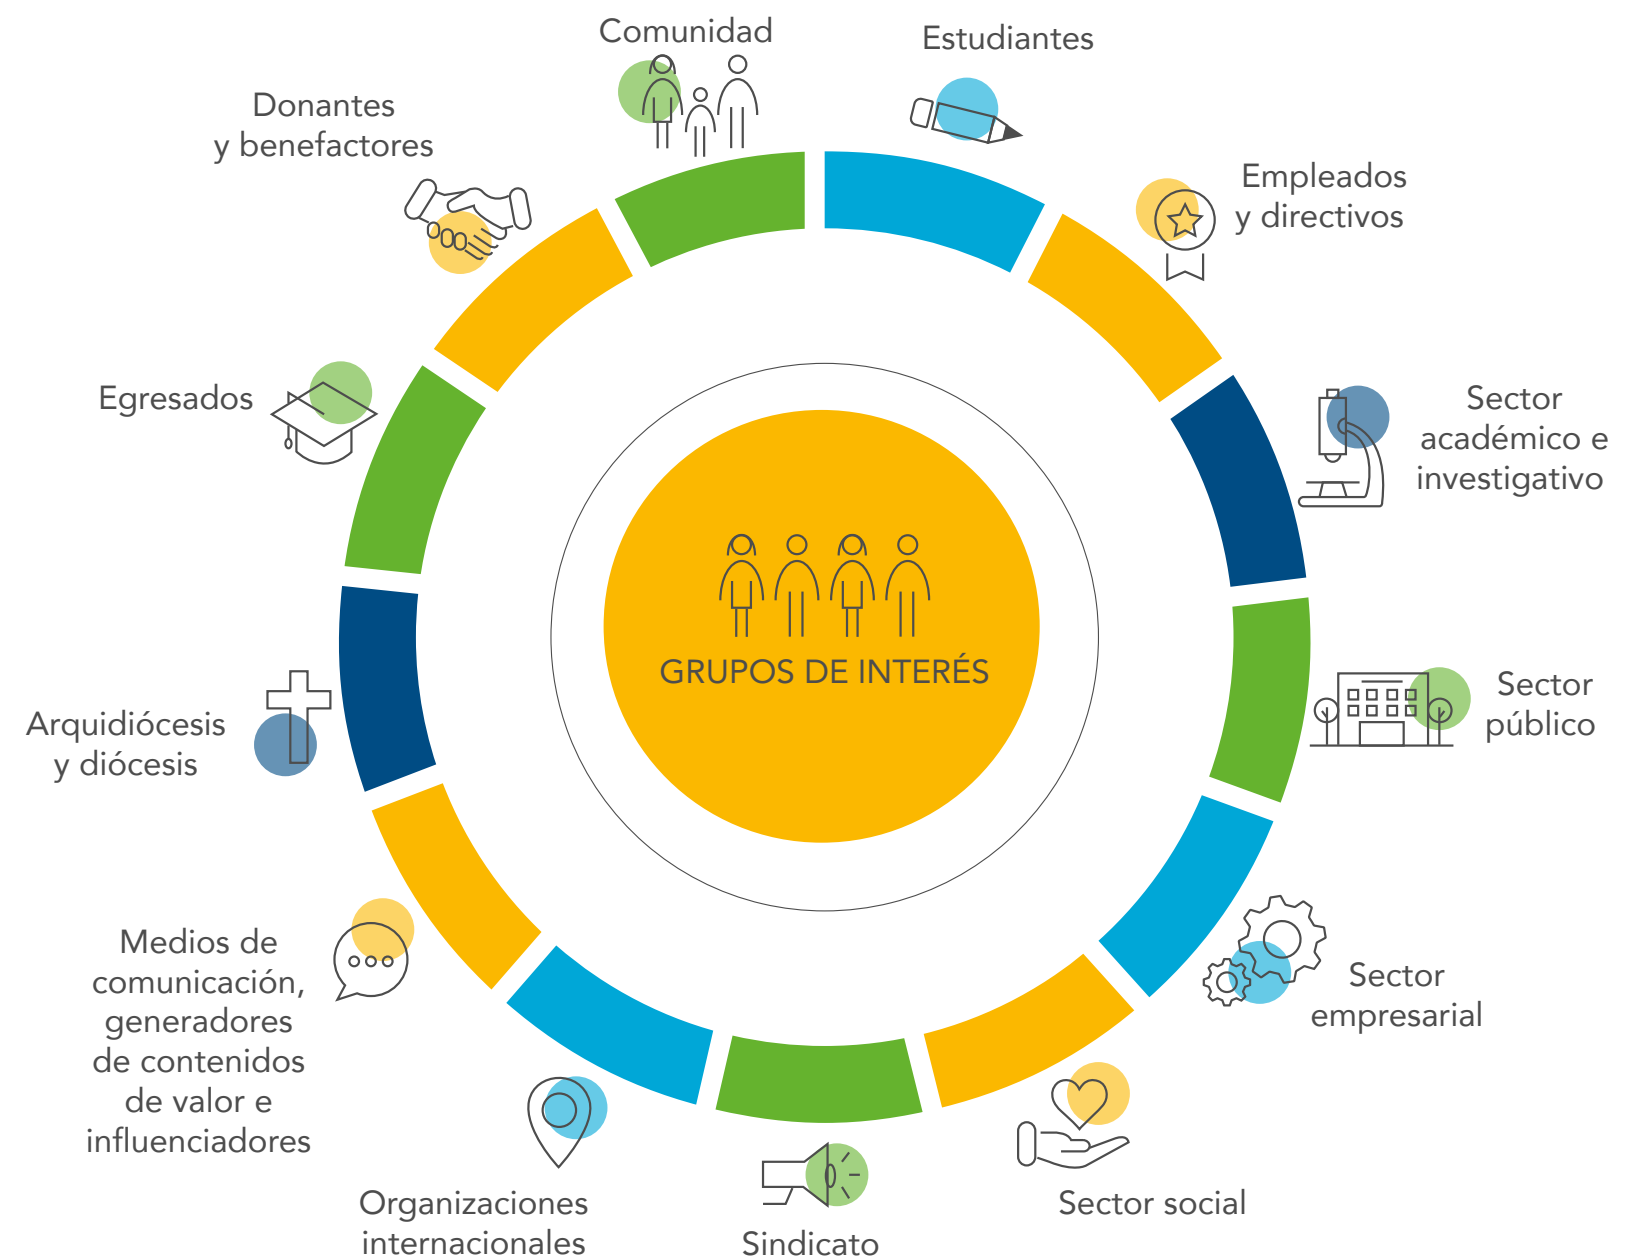 Comunidad
Estudiantes
Donantes
y benefactores
Empleados
y directivos
Egresados
Sector
académico e
investigativo
GRUPOS DE INTERÉS
Sector
público
Arquidiócesis
y diócesis
Medios de
comunicación,
generadores
de contenidos
de valor e
influenciadores
Sector
empresarial
Organizaciones
internacionales
Sindicato
Sector social